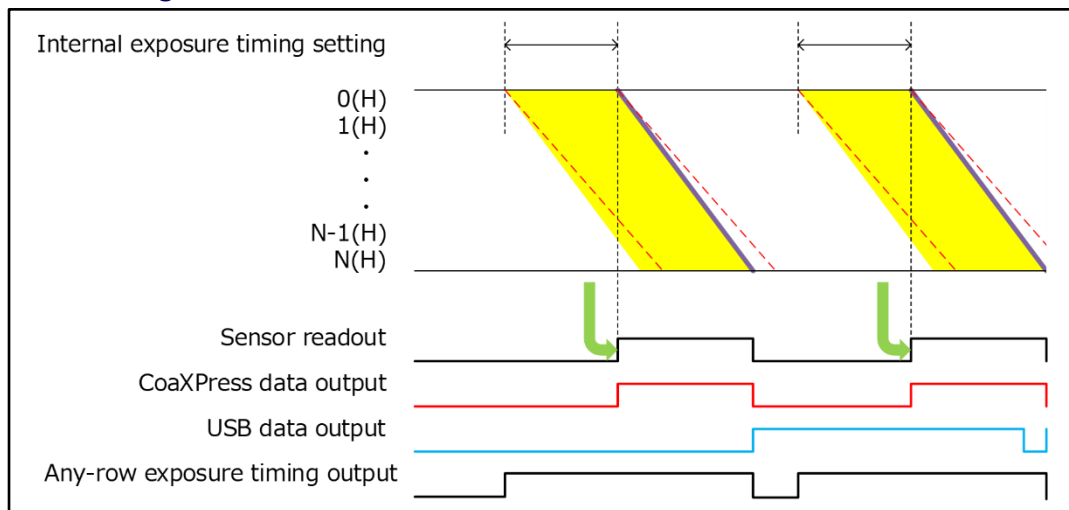 Internal exposure timing setting
0(H)
1(H)
.
.
.
N-1(H)
N(H)
Sensor readout
CoaXPress data output
USB data output
Any-row exposure timing output